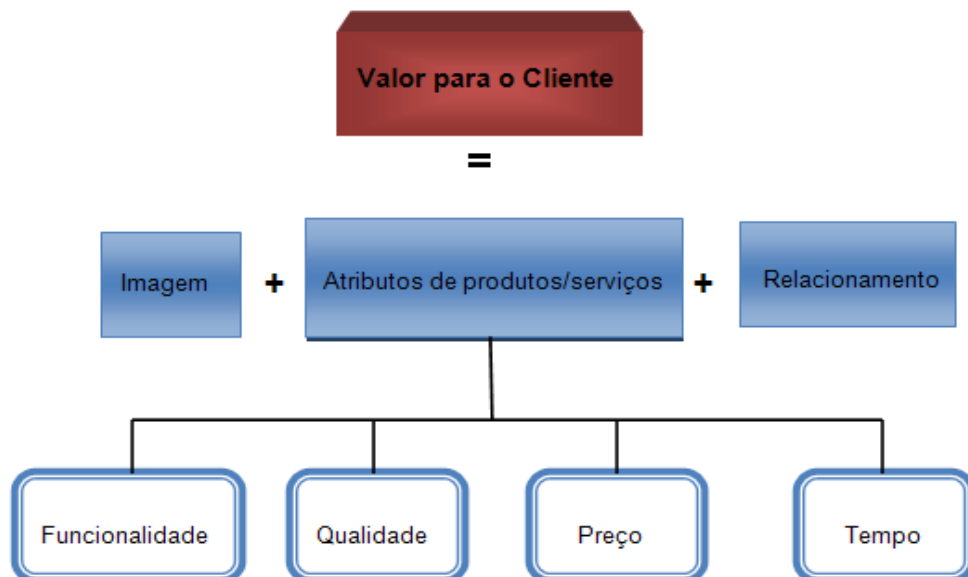 Valor para o Cliente
=
Imagem + Atributos de produtos/serviços + Relacionamento
Funcionalidade Qualidade Preço Tempo